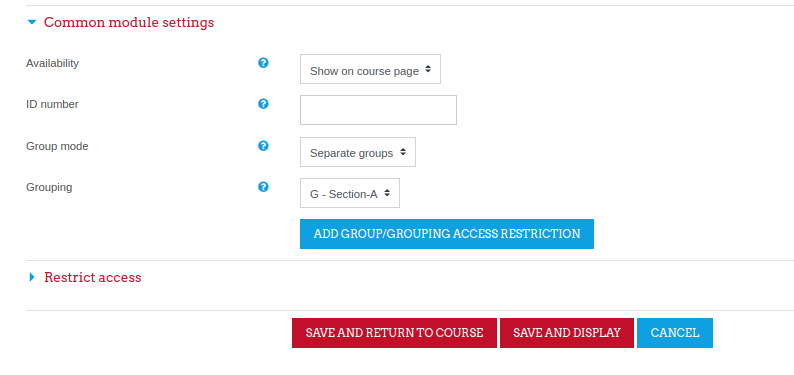 Common module settings
Availability
Show on course page
ID number
Group mode
Separate groups
Grouping
G - Section-A
ADD GROUP/GROUPING ACCESS RESTRICTION
Restrict access
SAVE AND RETURN TO COURSE SAVE AND DISPLAY CANCEL